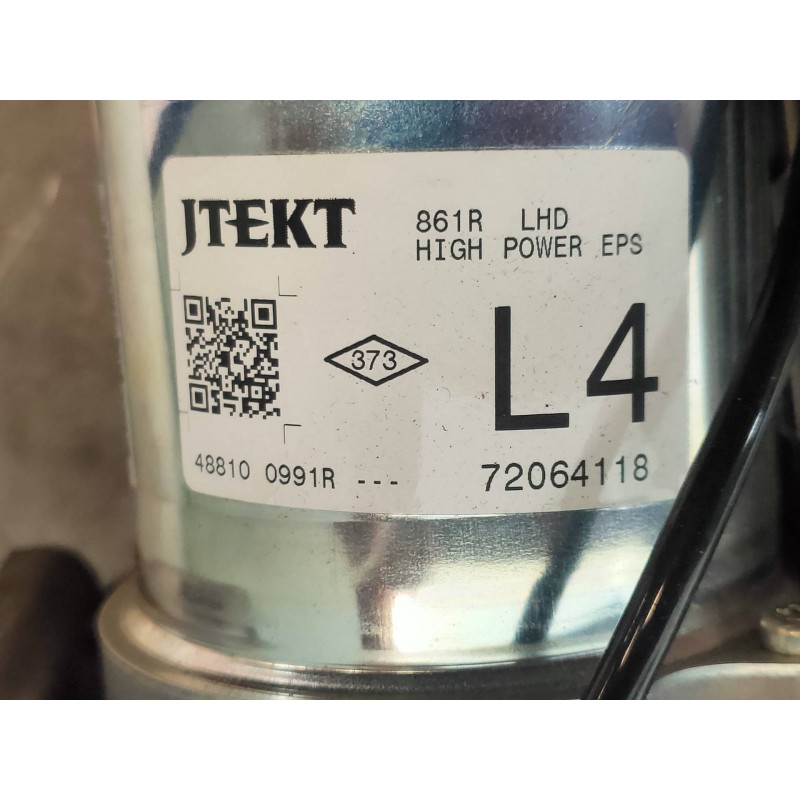 JTEKT
861R LHD
HIGH POWER EPS
373
L4
48810 0991R ---
72064118